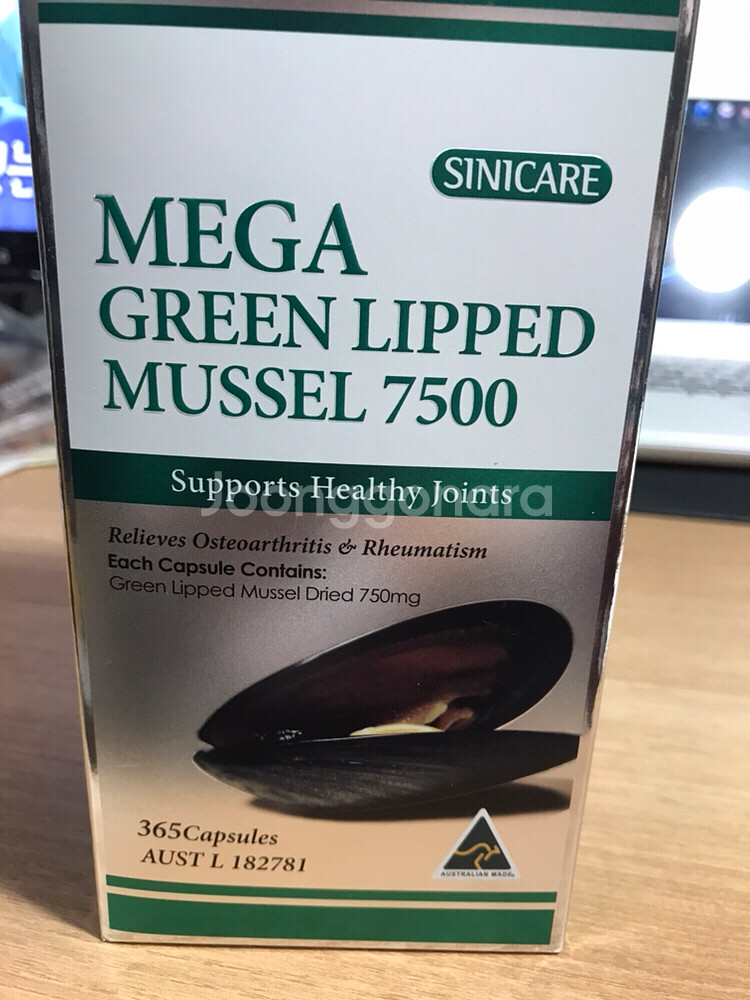 SINICARE
MEGA
GREEN LIPPED
MUSSEL 7500
Supports Healthy Joints
Joonggonara
Relieves Osteoarthritis & Rheumatism
Each Capsule Contains:
Green Lipped Mussel Dried 750mg
365Capsules
AUST L 182781
AUSTRALIAN MADE